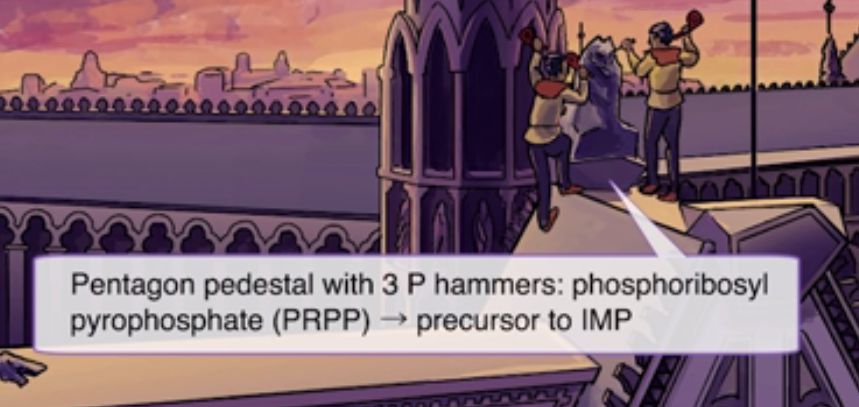 Pentagon pedestal with 3 P hammers: phosphoribosyl
pyrophosphate (PRPP) → precursor to IMP